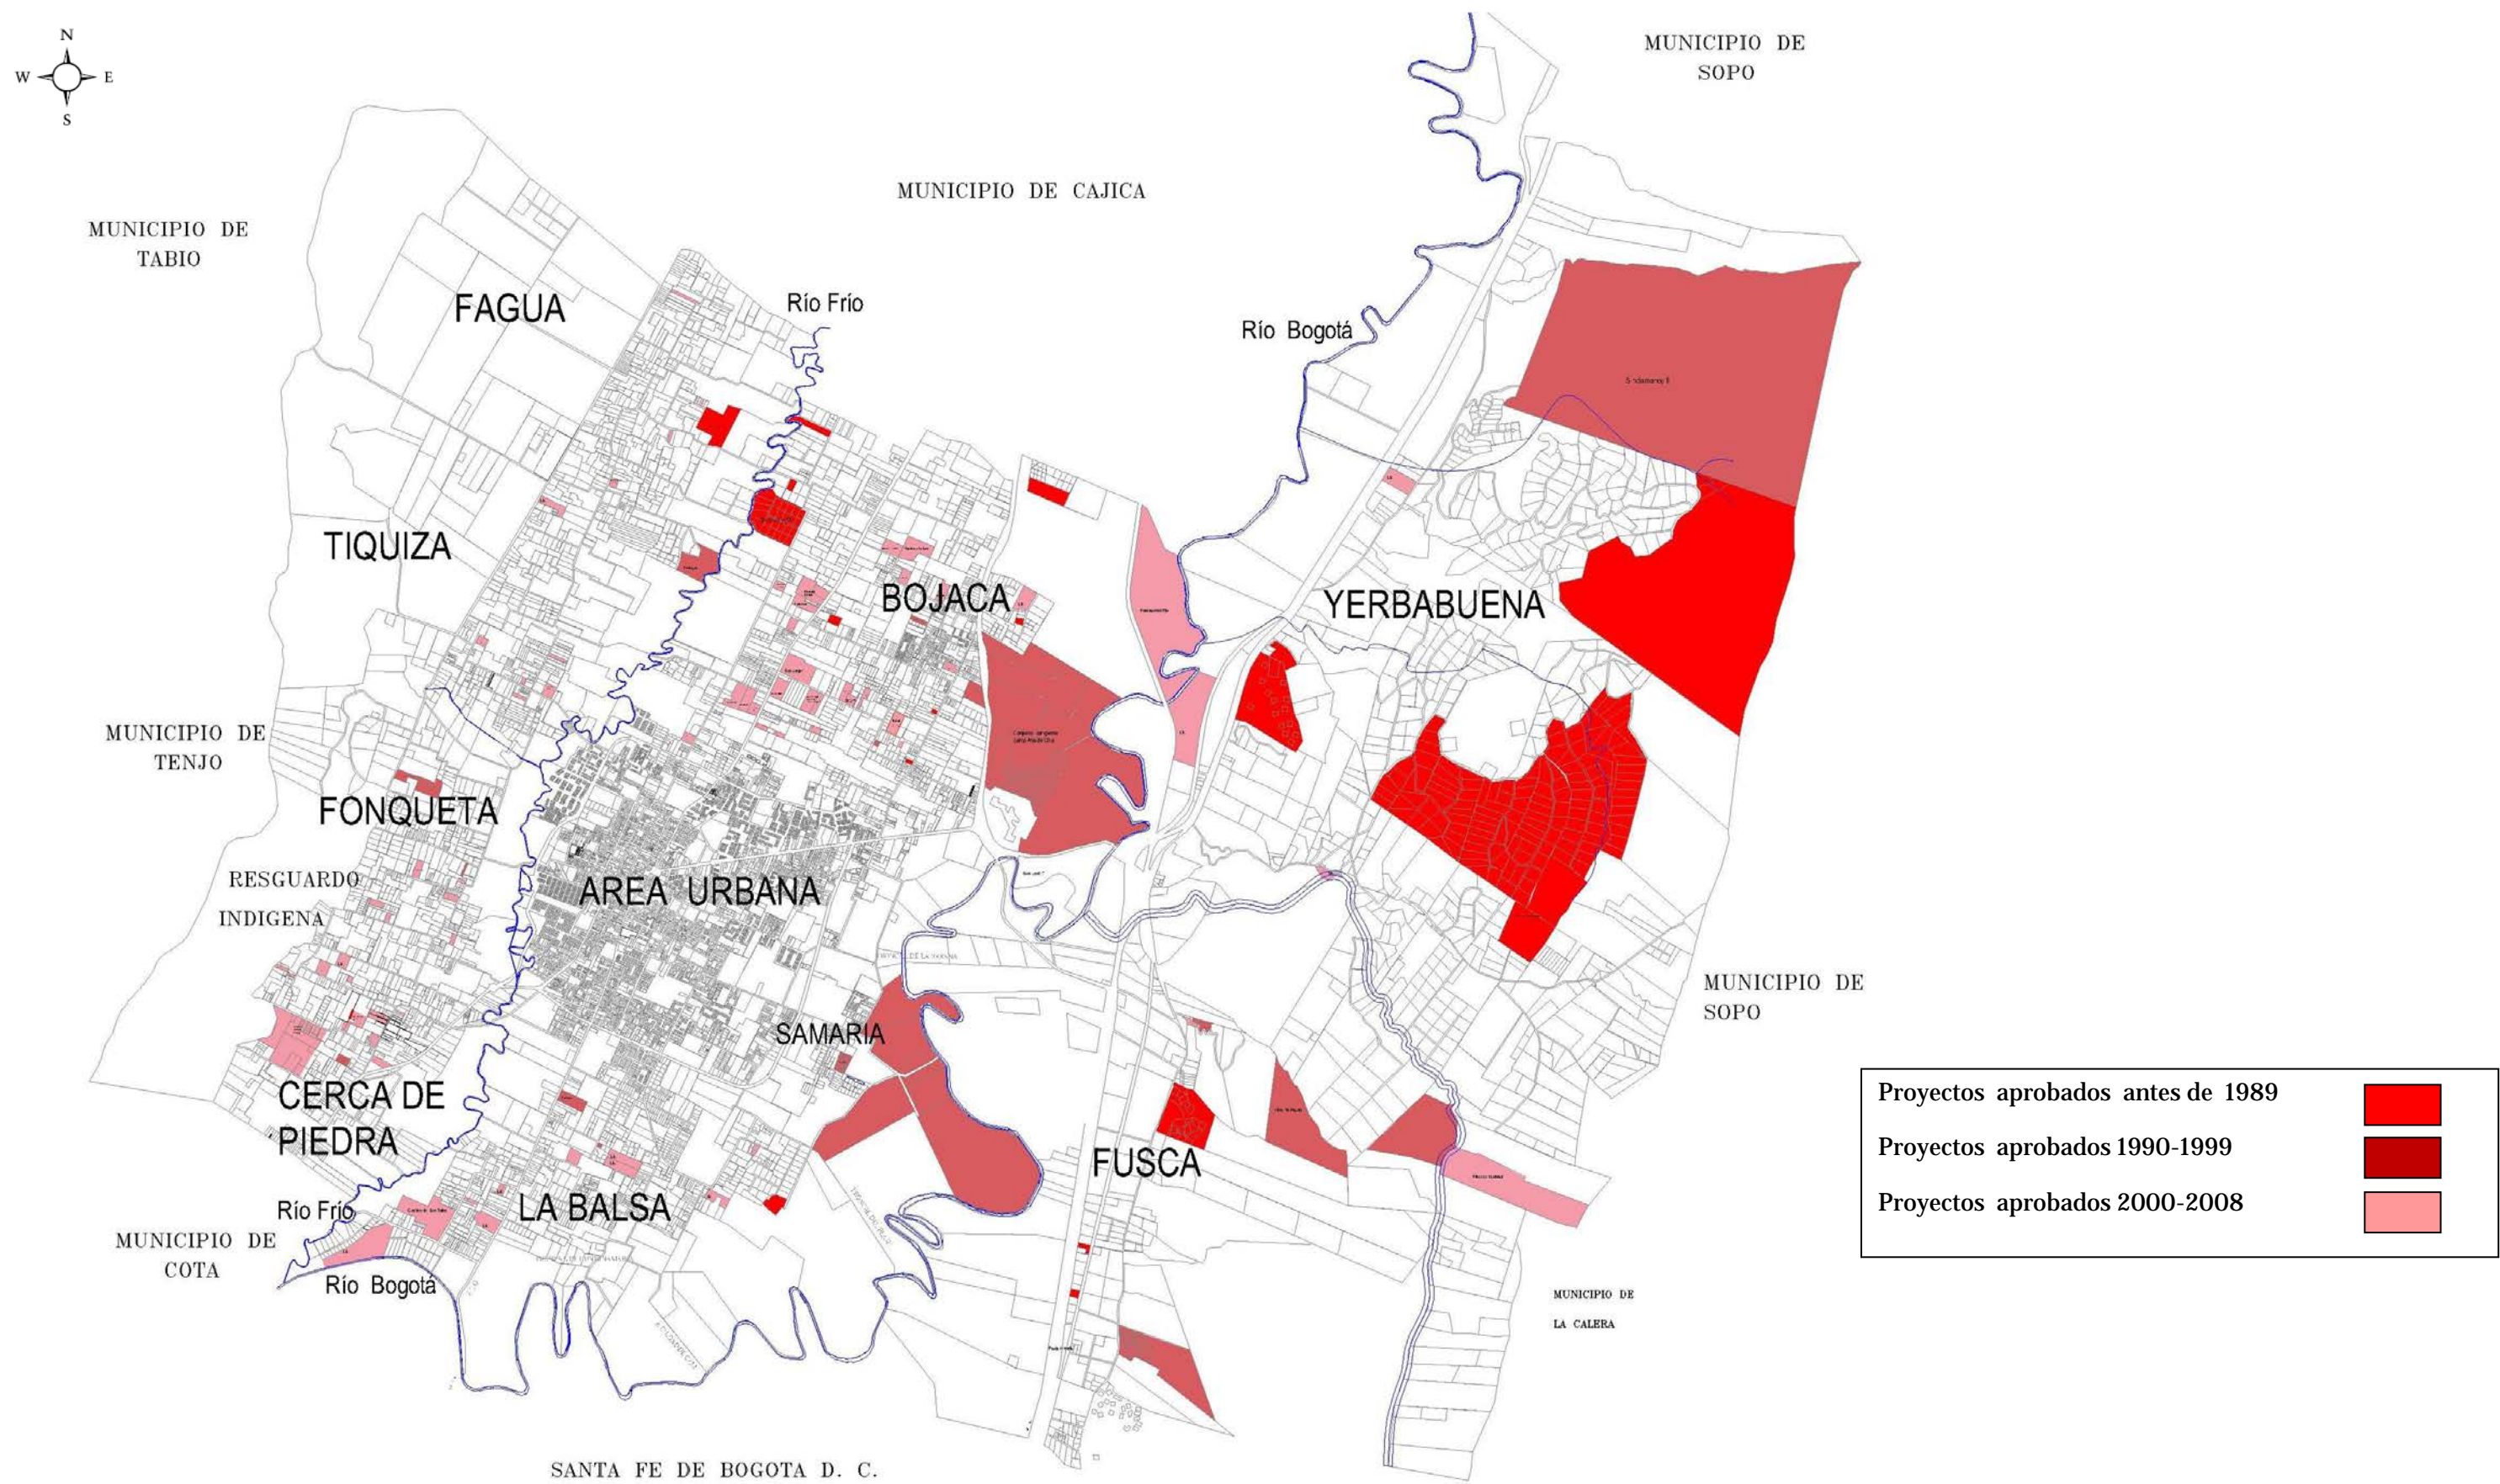 N
W E
S
MUNICIPIO DE
SOPO
MUNICIPIO DE CAJICA
MUNICIPIO DE
TABIO
FAGUA
Río Frío
Río Bogotá
TIQUIZA
BOJACA
YERBABUENA
MUNICIPIO DE
TENJO
FONQUETA
RESGUARDO
INDIGENA
AREA URBANA
SAMARIA
MUNICIPIO DE
SOPO
CERCA DE
PIEDRA
FUSCA
LA BALSA
Río Frío
MUNICIPIO DE
COTA
Río Bogotá
MUNICIPIO DE
LA CALERA
SANTA FE DE BOGOTA D. C.
Proyectos aprobados antes de 1989
Proyectos aprobados 1990-1999
Proyectos aprobados 2000-2008